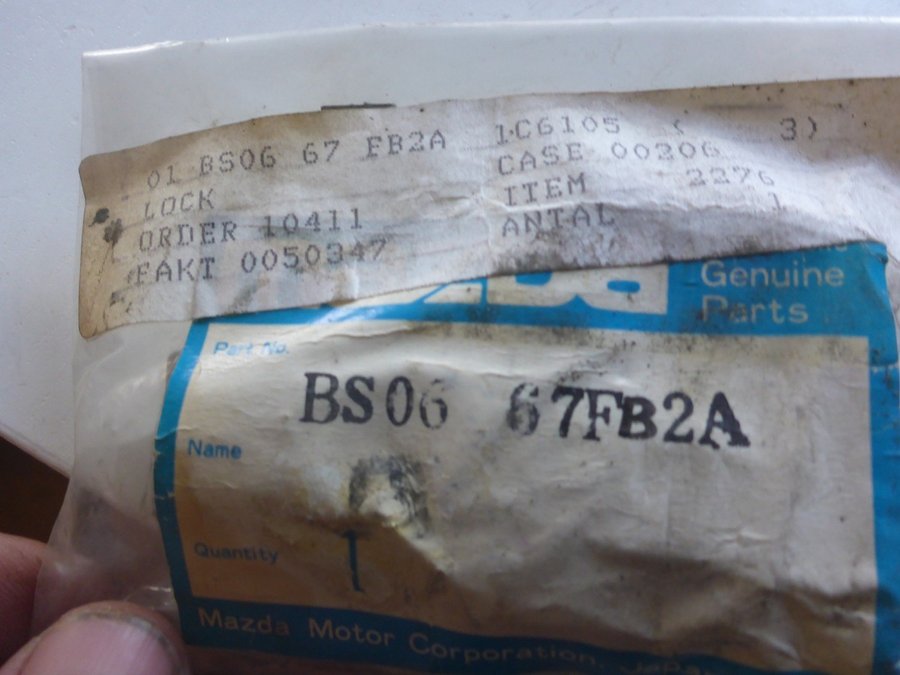 01 BS06 67 FB2A 1C6105 ( 3)
LOCK CASE 00206
ORDER 10411 ITEM 2276
FAKT 0050347 ANTAL 1
Genuine
Parts
Part No.
BS06 67FB2A
Name
Quantity 1
Mazda Motor Corporation, Japan